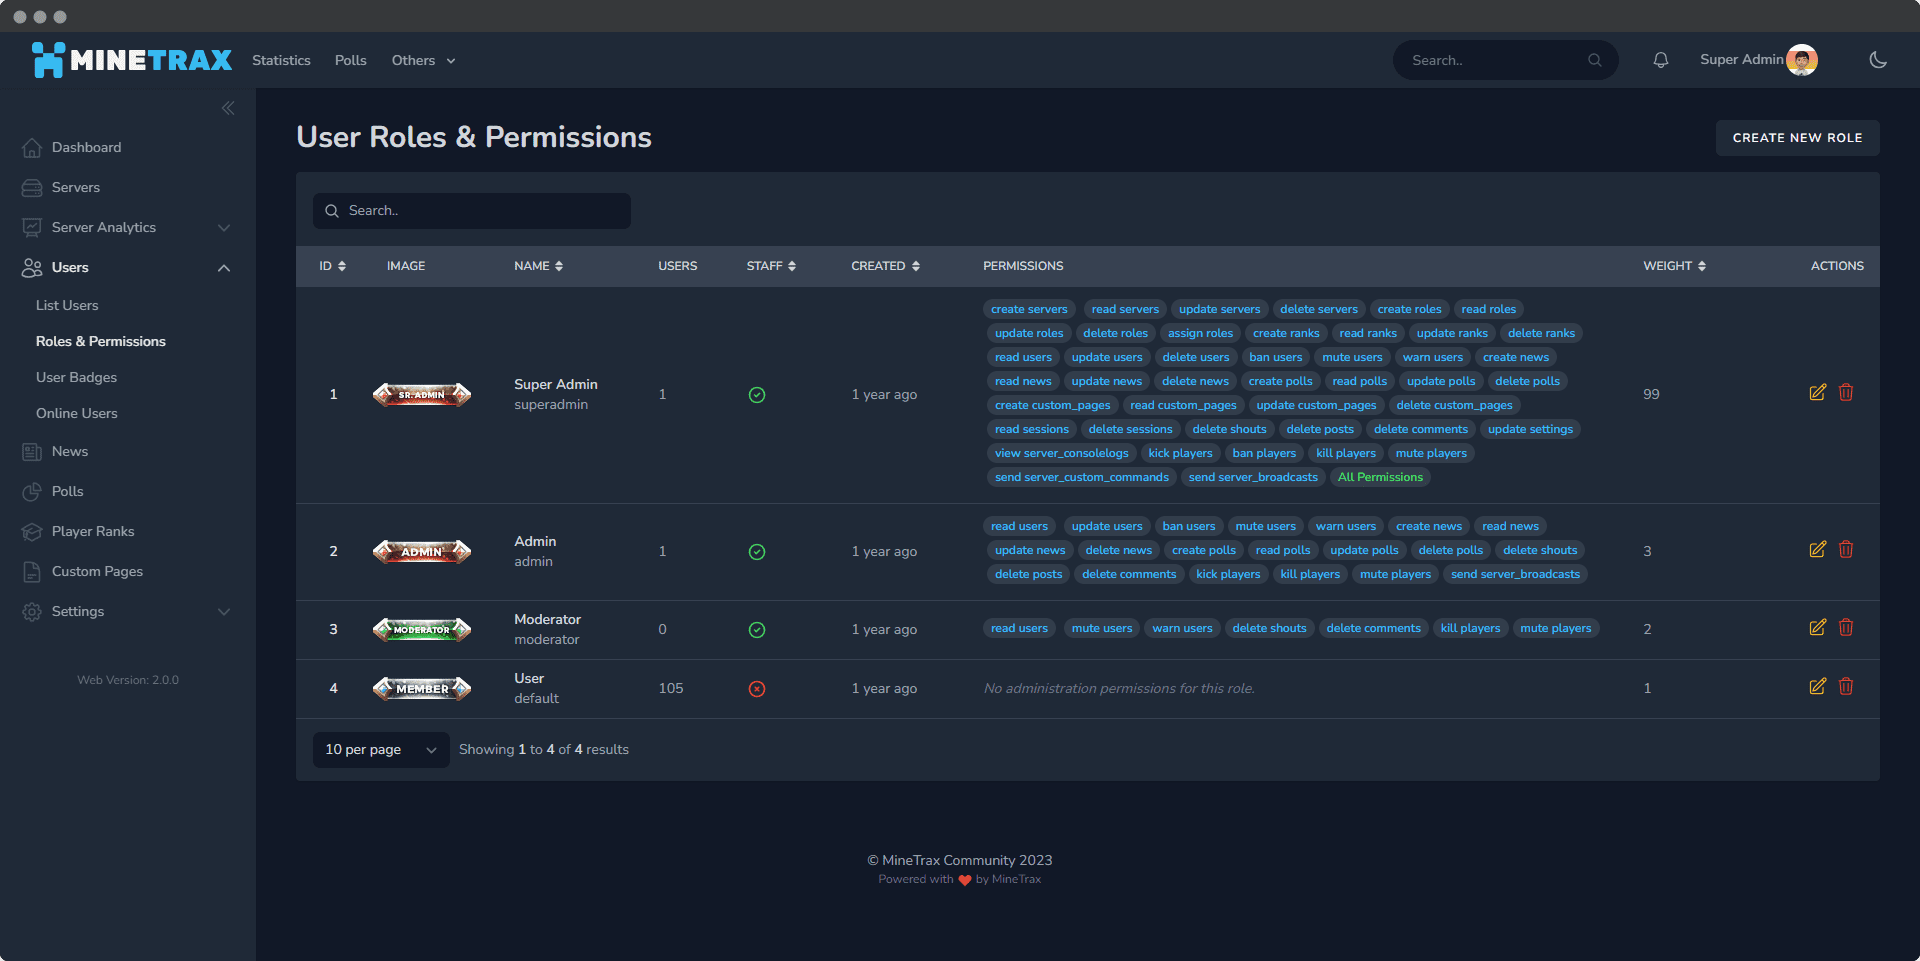 MINETRAX Statistics Polls Others Search.. Super Admin
Dashboard
Servers
Server Analytics
Users
List Users
Roles & Permissions
User Badges
Online Users
News
Polls
Player Ranks
Custom Pages
Settings
Web Version: 2.0.0
User Roles & Permissions
CREATE NEW ROLE
Search..
ID IMAGE NAME USERS STAFF CREATED PERMISSIONS WEIGHT ACTIONS
1 SR. ADMIN Super Admin superadmin 1 1 year ago
create servers read servers update servers delete servers create roles read roles
update roles delete roles assign roles create ranks read ranks update ranks delete ranks
read users update users delete users ban users mute users warn users create news
read news update news delete news create polls read polls update polls delete polls
create custom_pages read custom_pages update custom_pages delete custom_pages
read sessions delete sessions delete shouts delete posts delete comments update settings
view server_consolelogs kick players ban players kill players mute players
send server_custom_commands send server_broadcasts All Permissions
99
2 ADMIN Admin admin 1 1 year ago
read users update users ban users mute users warn users create news read news
update news delete news create polls read polls update polls delete polls delete shouts
delete posts delete comments kick players kill players mute players send server_broadcasts
3
3 MODERATOR Moderator moderator 0 1 year ago
read users mute users warn users delete shouts delete comments kill players mute players
2
4 MEMBER User default 105 1 year ago
No administration permissions for this role.
1
10 per page Showing 1 to 4 of 4 results
© MineTrax Community 2023
Powered with by MineTrax